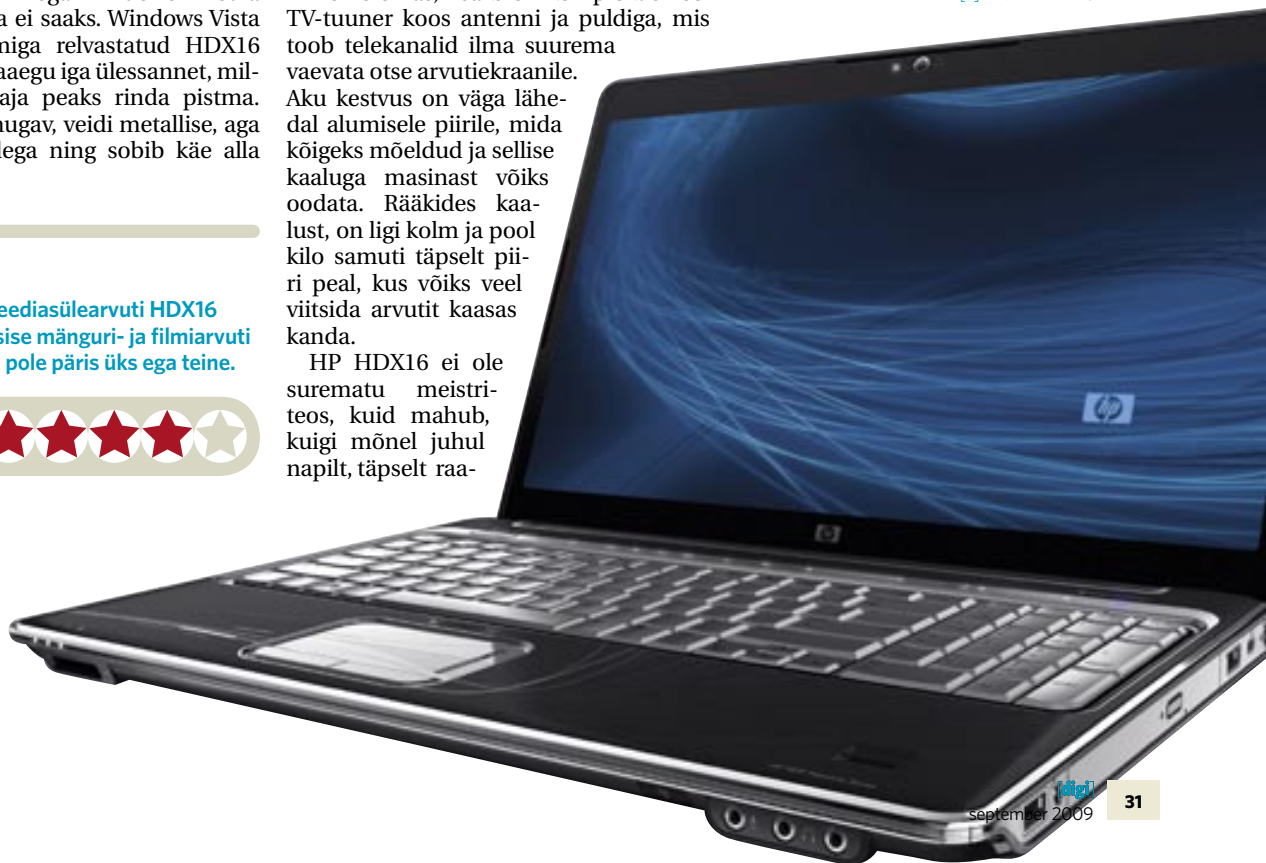 a ei saaks. Windows Vista
miga relvastatud HDX16
aaegu iga ülessannet, mil-
aja peaks rinda pistma.
nugav, veidi metallise, aga
lega ning sobib käe alla
eediasülearvuti HDX16
sise mänguri- ja filmiarvuti
pole päris üks ega teine.
TV-tuuner koos antenni ja puldiga, mis
toob telekanalid ilma suurema
vaevata otse arvutiekraanile.
Aku kestvus on väga lähe-
dal alumisele piirile, mida
kõigeks mõeldud ja sellise
kaaluga masinast võiks
oodata. Rääkides kaa-
lust, on ligi kolm ja pool
kilo samuti täpselt pii-
ri peal, kus võiks veel
viitsida arvutit kaasas
kanda.
HP HDX16 ei ole
surematu meistri-
teos, kuid mahub,
kuigi mõnel juhul
napilt, täpselt raa-
hp
hp
[digi]
september 2009
31